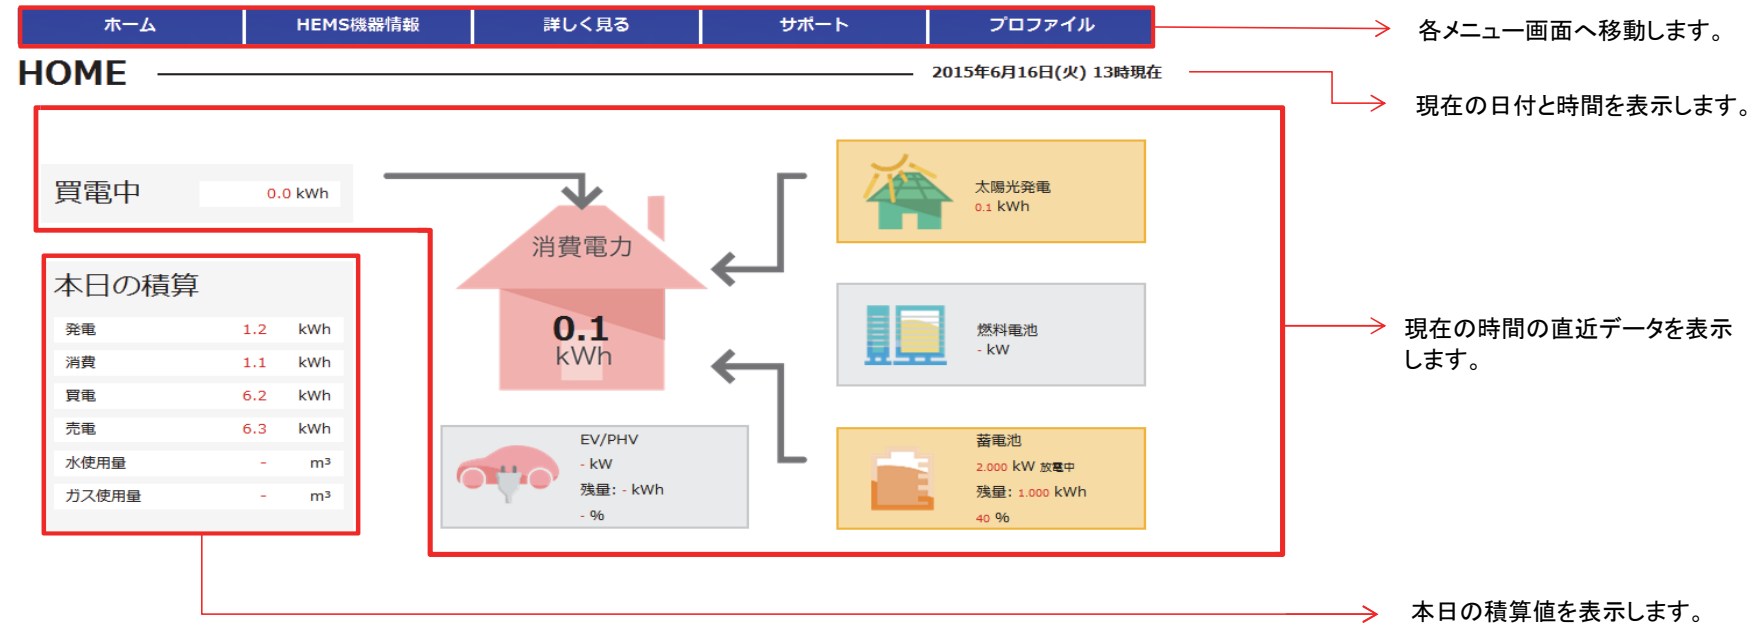 ホーム
HEMS機器情報
詳しく見る
サポート
プロファイル
各メニュー画面へ移動します。
HOME
2015年6月16日(火) 13時現在
現在の日付と時間を表示します。
買電中
0.0 kWh
消費電力
0.1
kWh
太陽光発電
0.1 kWh
燃料電池
- kW
EV/PHV
- kW
残量: - kWh
- %
蓄電池
2.000 kW 放電中
残量: 1.000 kWh
40 %
現在の時間の直近データを表示
します。
本日の積算
発電 1.2 kWh
消費 1.1 kWh
買電 6.2 kWh
売電 6.3 kWh
水使用量 - m³
ガス使用量 - m³
本日の積算値を表示します。